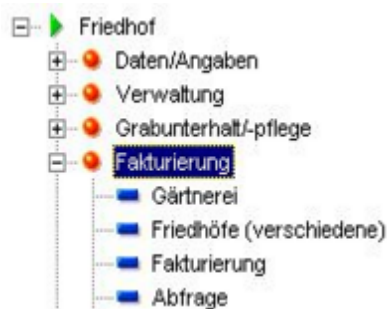 Friedhof
Daten/Angaben
Verwaltung
Grabunterhalt/-pflege
Fakturierung
Gärtnerei
Friedhöfe (verschiedene)
Fakturierung
Abfrage